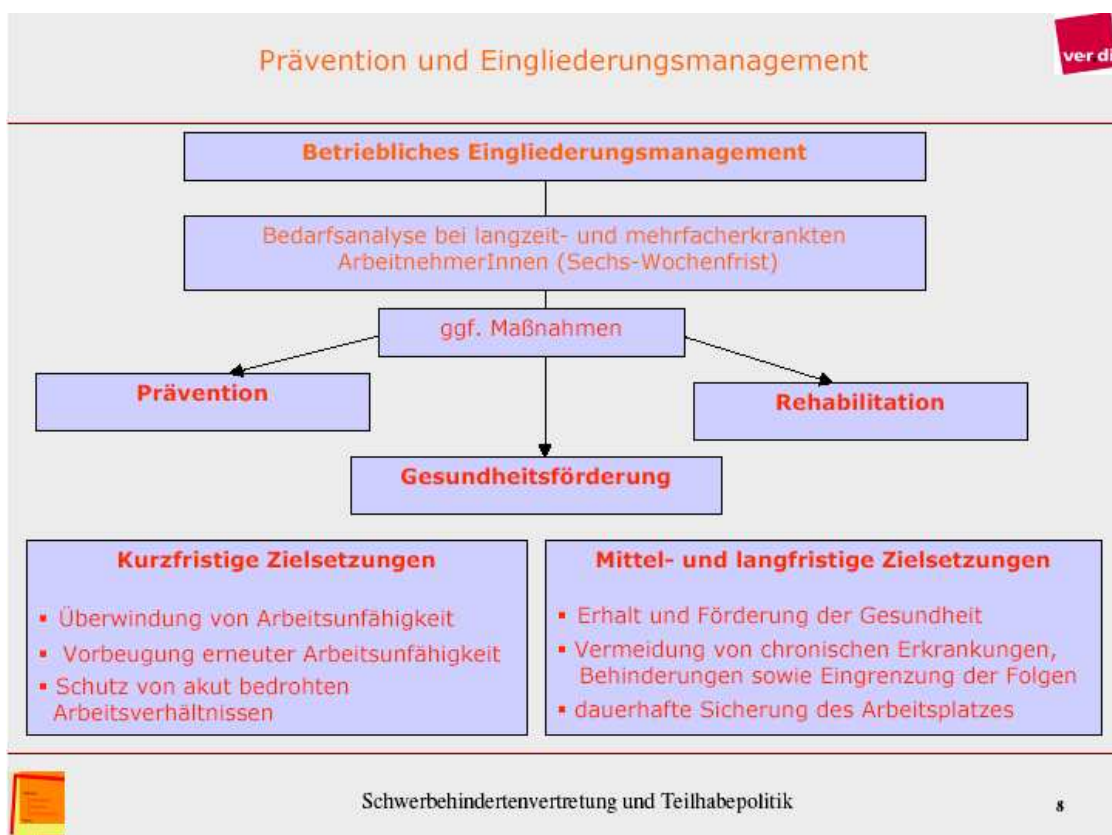 Prävention und Eingliederungsmanagement
ver.di
Betriebliches Eingliederungsmanagement
Bedarfsanalyse bei langzeit- und mehrfacherkrankten
ArbeitnehmerInnen (Sechs-Wochenfrist)
ggf. Maßnahmen
Prävention
Rehabilitation
Gesundheitsförderung
Kurzfristige Zielsetzungen
▪ Überwindung von Arbeitsunfähigkeit
▪ Vorbeugung erneuter Arbeitsunfähigkeit
▪ Schutz von akut bedrohten
Arbeitsverhältnissen
Mittel- und langfristige Zielsetzungen
▪ Erhalt und Förderung der Gesundheit
▪ Vermeidung von chronischen Erkrankungen,
Behinderungen sowie Eingrenzung der Folgen
▪ dauerhafte Sicherung des Arbeitsplatzes
Schwerbehindertenvertretung und Teilhabepolitik
8